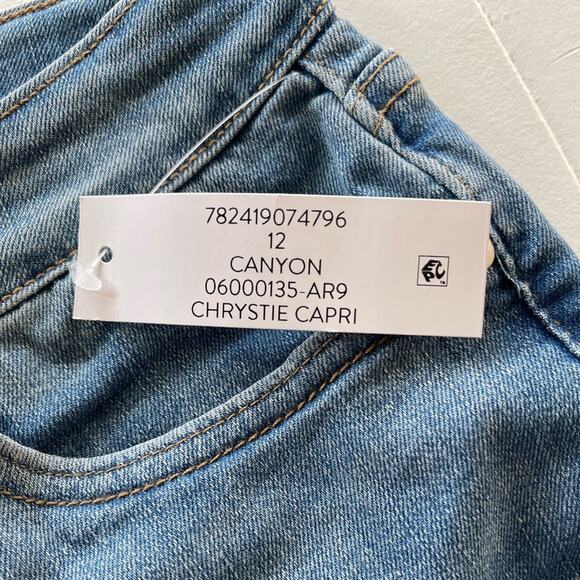 782419074796
12
CANYON
06000135-AR9
CHRYSTIE CAPRI